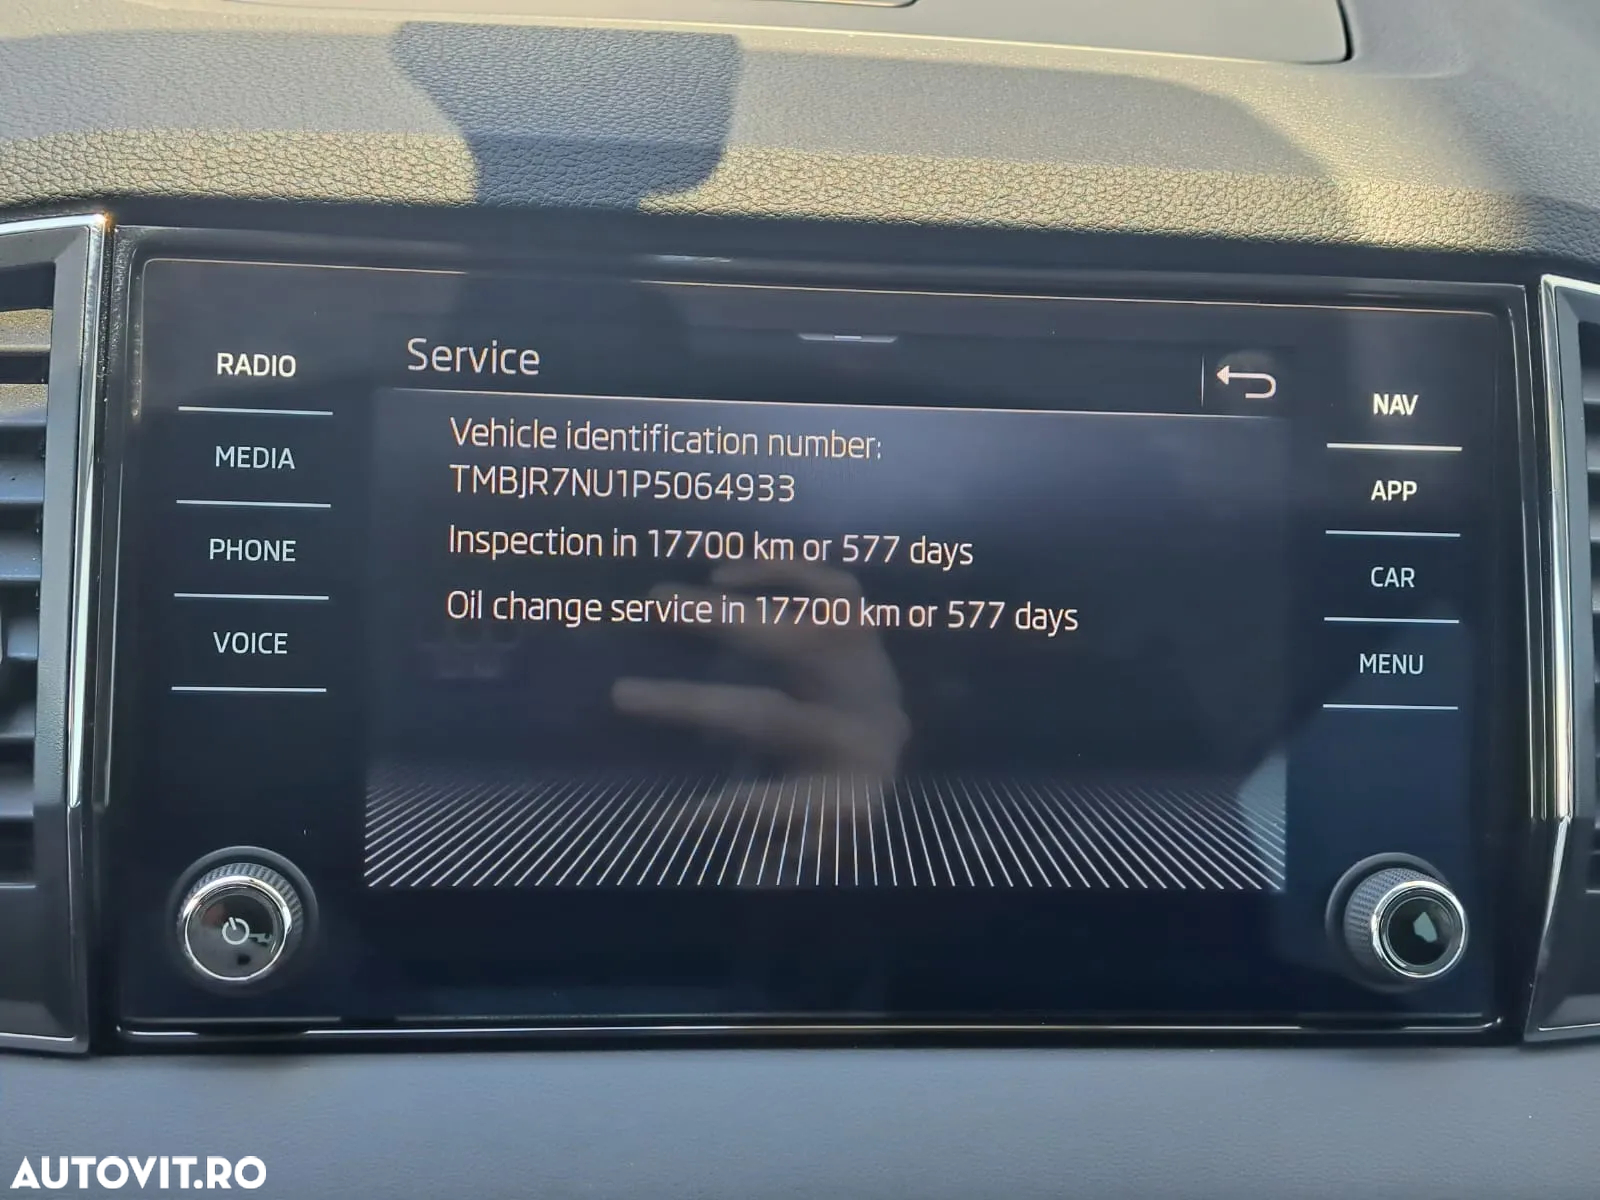 Service
RADIO
MEDIA
PHONE
VOICE
Vehicle identification number:
TMBJR7NU1P5064933
Inspection in 17700 km or 577 days
Oil change service in 17700 km or 577 days
NAV
APP
CAR
MENU
AUTOVIT.RO